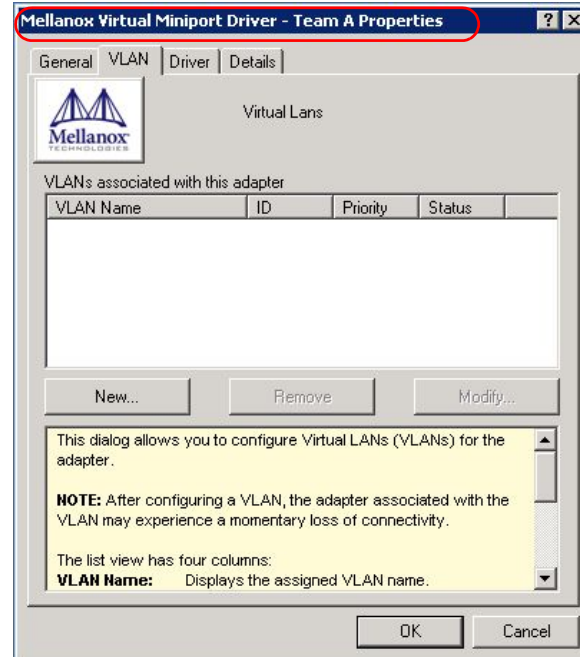 Mellanox Virtual Miniport Driver - Team A Properties
General VLAN Driver Details
Mellanox
TECHNOLOGIES
Virtual Lans
VLANs associated with this adapter
VLAN Name ID Priority Status
New... Remove Modify...
This dialog allows you to configure Virtual LANs (VLANs) for the
adapter.
NOTE: After configuring a VLAN, the adapter associated with the
VLAN may experience a momentary loss of connectivity.
The list view has four columns:
VLAN Name: Displays the assigned VLAN name.
OK Cancel